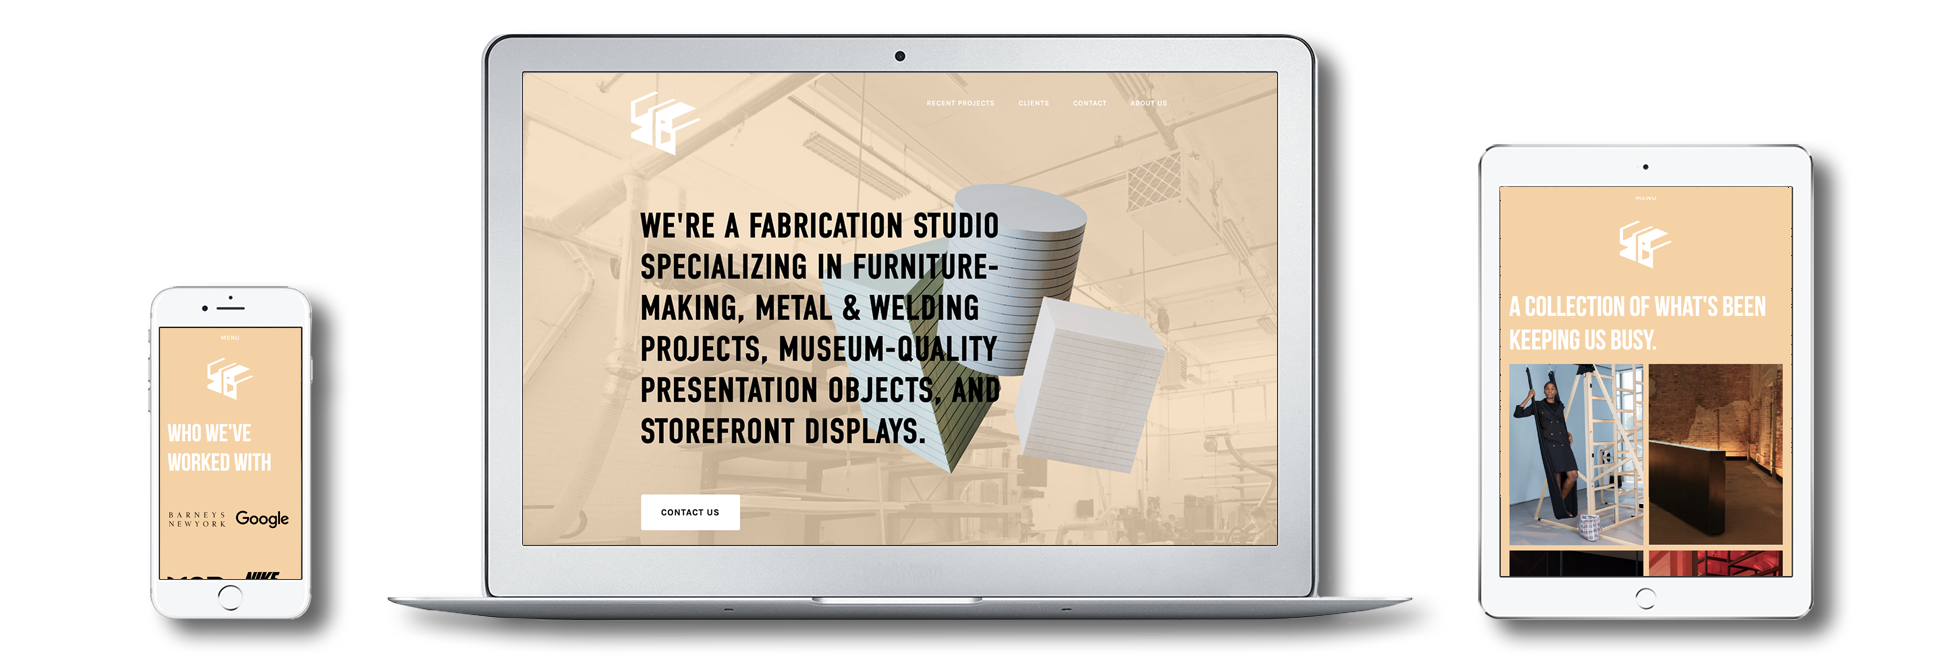 MENU
WHO WE'VE
WORKED WITH
BARNEYS
NEWYORK
Google
NIKE
RECENT PROJECTS
CLIENTS
CONTACT
ABOUT US
WE'RE A FABRICATION STUDIO
SPECIALIZING IN FURNITURE-
MAKING, METAL & WELDING
PROJECTS, MUSEUM-QUALITY
PRESENTATION OBJECTS, AND
STOREFRONT DISPLAYS.
CONTACT US
MENU
A COLLECTION OF WHAT'S BEEN
KEEPING US BUSY.